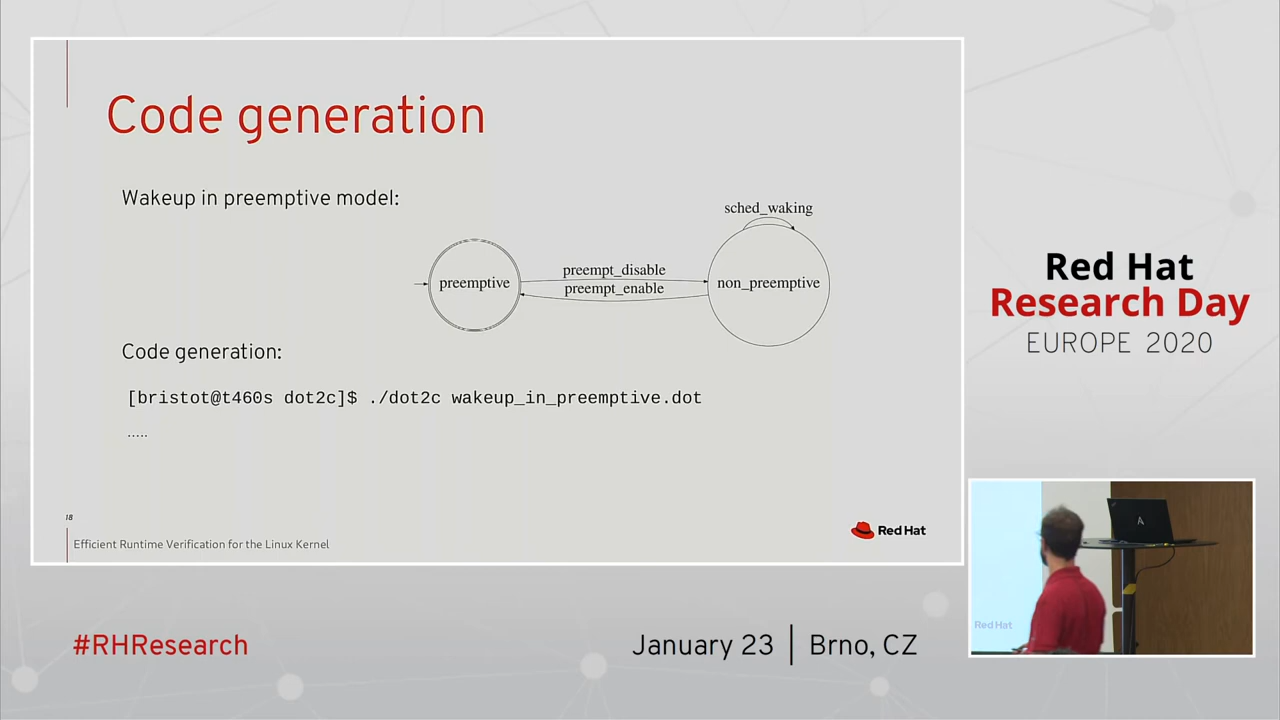 Code generation
Wakeup in preemptive model:
sched_waking
preemptive
preempt_disable
preempt_enable
non_preemptive
Code generation:
[bristot@t460s dot2c]$ ./dot2c wakeup_in_preemptive.dot
.....
18
Efficient Runtime Verification for the Linux Kernel
Red Hat
Red Hat
Research Day
EUROPE 2020
Red Hat
#RHResearch
January 23 | Brno, CZ